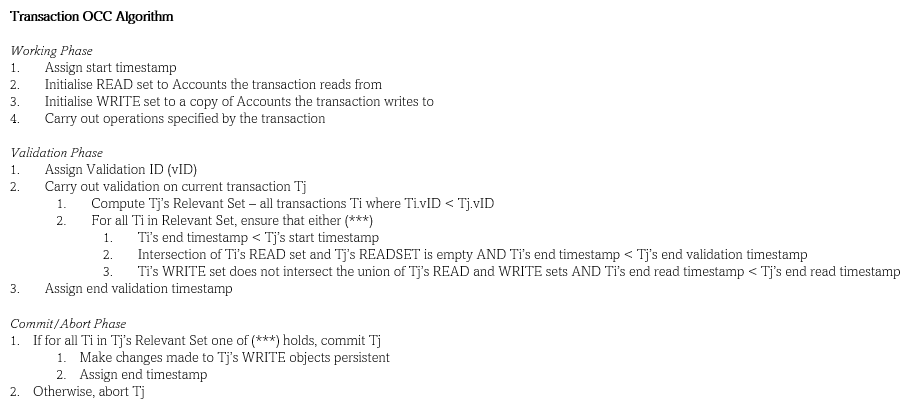 Transaction OCC Algorithm
Working Phase
1. Assign start timestamp
2. Initialise READ set to Accounts the transaction reads from
3. Initialise WRITE set to a copy of Accounts the transaction writes to
4. Carry out operations specified by the transaction
Validation Phase
1. Assign Validation ID (vID)
2. Carry out validation on current transaction Tj
1. Compute Tj's Relevant Set – all transactions Ti where Ti.vID < Tj.vID
2. For all Ti in Relevant Set, ensure that either (***)
1. Ti's end timestamp < Tj's start timestamp
2. Intersection of Ti's READ set and Tj's READSET is empty AND Ti's end timestamp < Tj's end validation timestamp
3. Ti's WRITE set does not intersect the union of Tj's READ and WRITE sets AND Ti's end read timestamp < Tj's end read timestamp
3. Assign end validation timestamp
Commit/Abort Phase
1. If for all Ti in Tj's Relevant Set one of (***) holds, commit Tj
1. Make changes made to Tj's WRITE objects persistent
2. Assign end timestamp
2. Otherwise, abort Tj